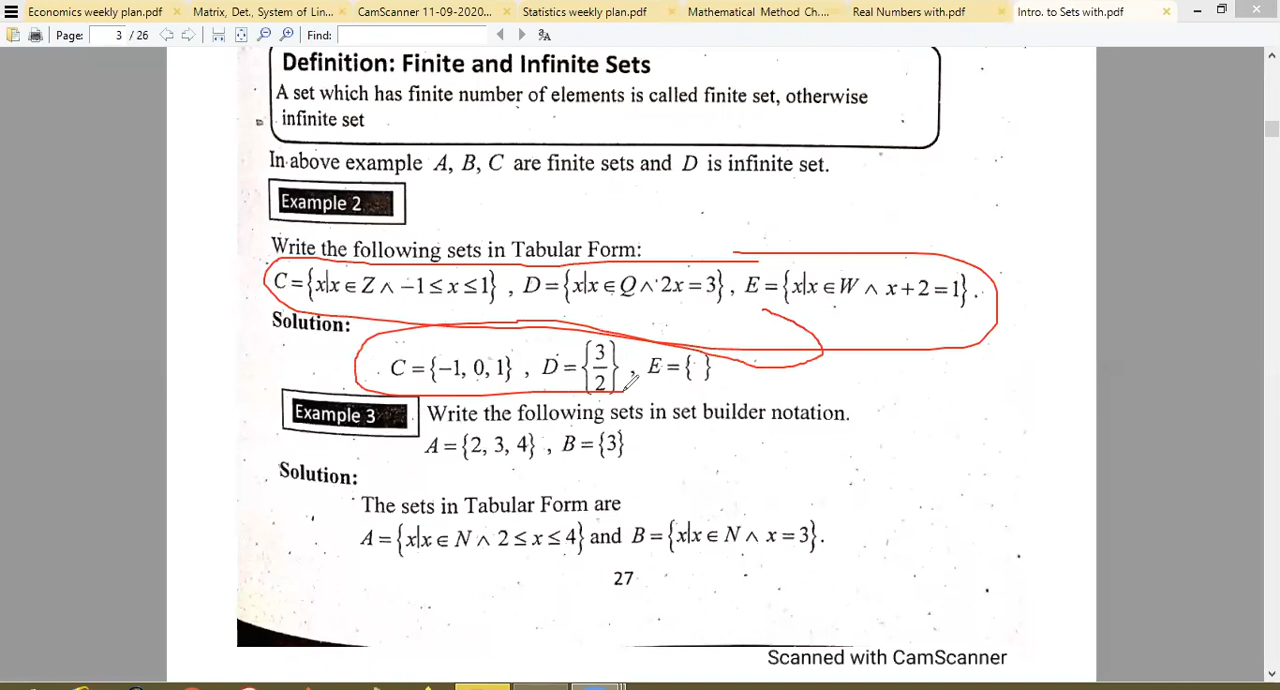 Economics weekly plan.pdf × Matrix, Det., System of Lin... × CamScanner 11-09-2020... × Statistics weekly plan.pdf × Mathematical Method Ch.... × Real Numbers with.pdf × Intro. to Sets with.pdf ×
Page: 3 / 26 Find:
Definition: Finite and Infinite Sets
A set which has finite number of elements is called finite set, otherwise
infinite set
In above example A, B, C are finite sets and D is infinite set.
Example 2
Write the following sets in Tabular Form:
C = {x|x ∈ Z ∧ −1 ≤ x ≤ 1} , D = {x|x ∈ Q ∧ 2x = 3} , E = {x|x ∈ W ∧ x + 2 = 1} .
Solution:
C = {−1, 0, 1} , D = {3/2} , E = { }
Example 3 Write the following sets in set builder notation.
A = {2, 3, 4} , B = {3}
Solution:
The sets in Tabular Form are
A = {x|x ∈ N ∧ 2 ≤ x ≤ 4} and B = {x|x ∈ N ∧ x = 3} .
27
Scanned with CamScanner